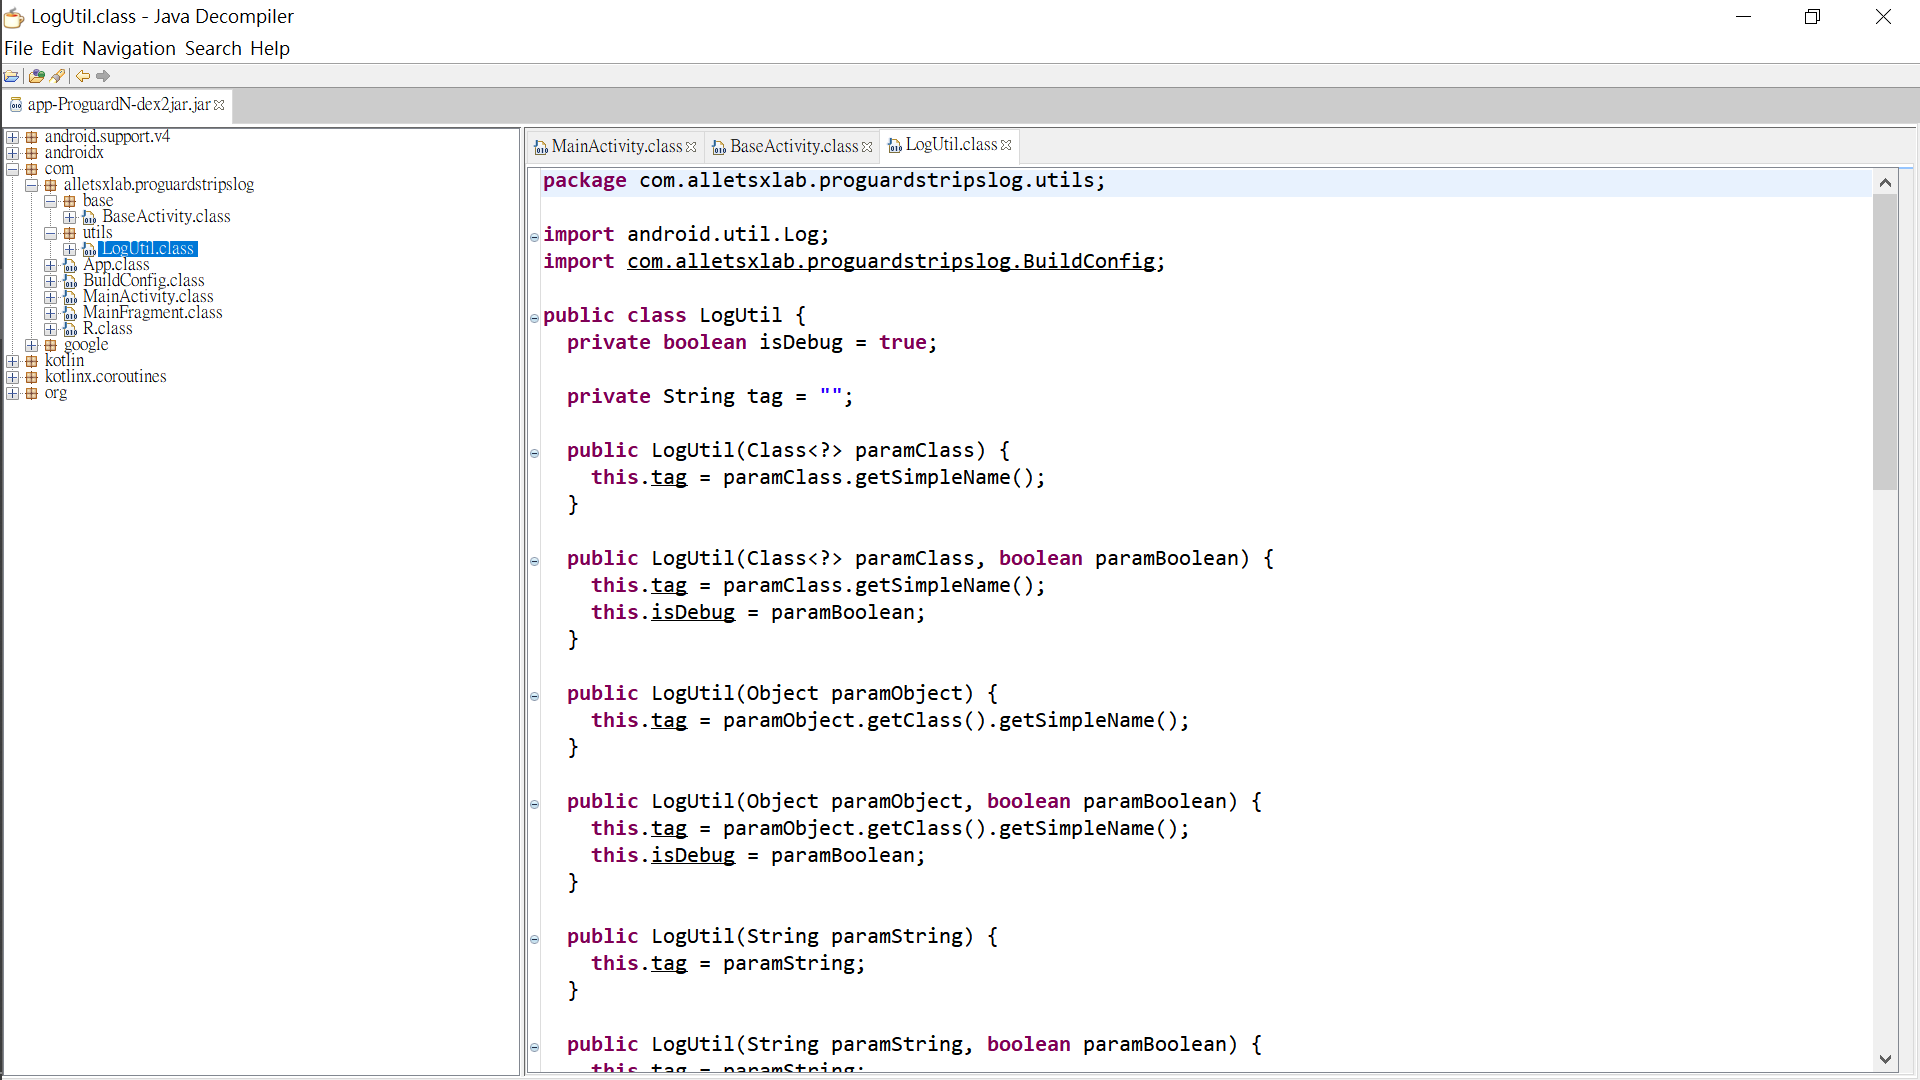 LogUtil.class - Java Decompiler
File Edit Navigation Search Help
app-ProguardN-dex2jar.jar
android.support.v4
androidx
com
alletsxlab.proguardstripslog
base
BaseActivity.class
utils
LogUtil.class
App.class
BuildConfig.class
MainActivity.class
MainFragment.class
R.class
google
kotlin
kotlinx.coroutines
org
MainActivity.class BaseActivity.class LogUtil.class
package com.alletsxlab.proguardstripslog.utils;
import android.util.Log;
import com.alletsxlab.proguardstripslog.BuildConfig;
public class LogUtil {
private boolean isDebug = true;
private String tag = "";
public LogUtil(Class<?> paramClass) {
this.tag = paramClass.getSimpleName();
}
public LogUtil(Class<?> paramClass, boolean paramBoolean) {
this.tag = paramClass.getSimpleName();
this.isDebug = paramBoolean;
}
public LogUtil(Object paramObject) {
this.tag = paramObject.getClass().getSimpleName();
}
public LogUtil(Object paramObject, boolean paramBoolean) {
this.tag = paramObject.getClass().getSimpleName();
this.isDebug = paramBoolean;
}
public LogUtil(String paramString) {
this.tag = paramString;
}
public LogUtil(String paramString, boolean paramBoolean) {
this.tag = paramString;